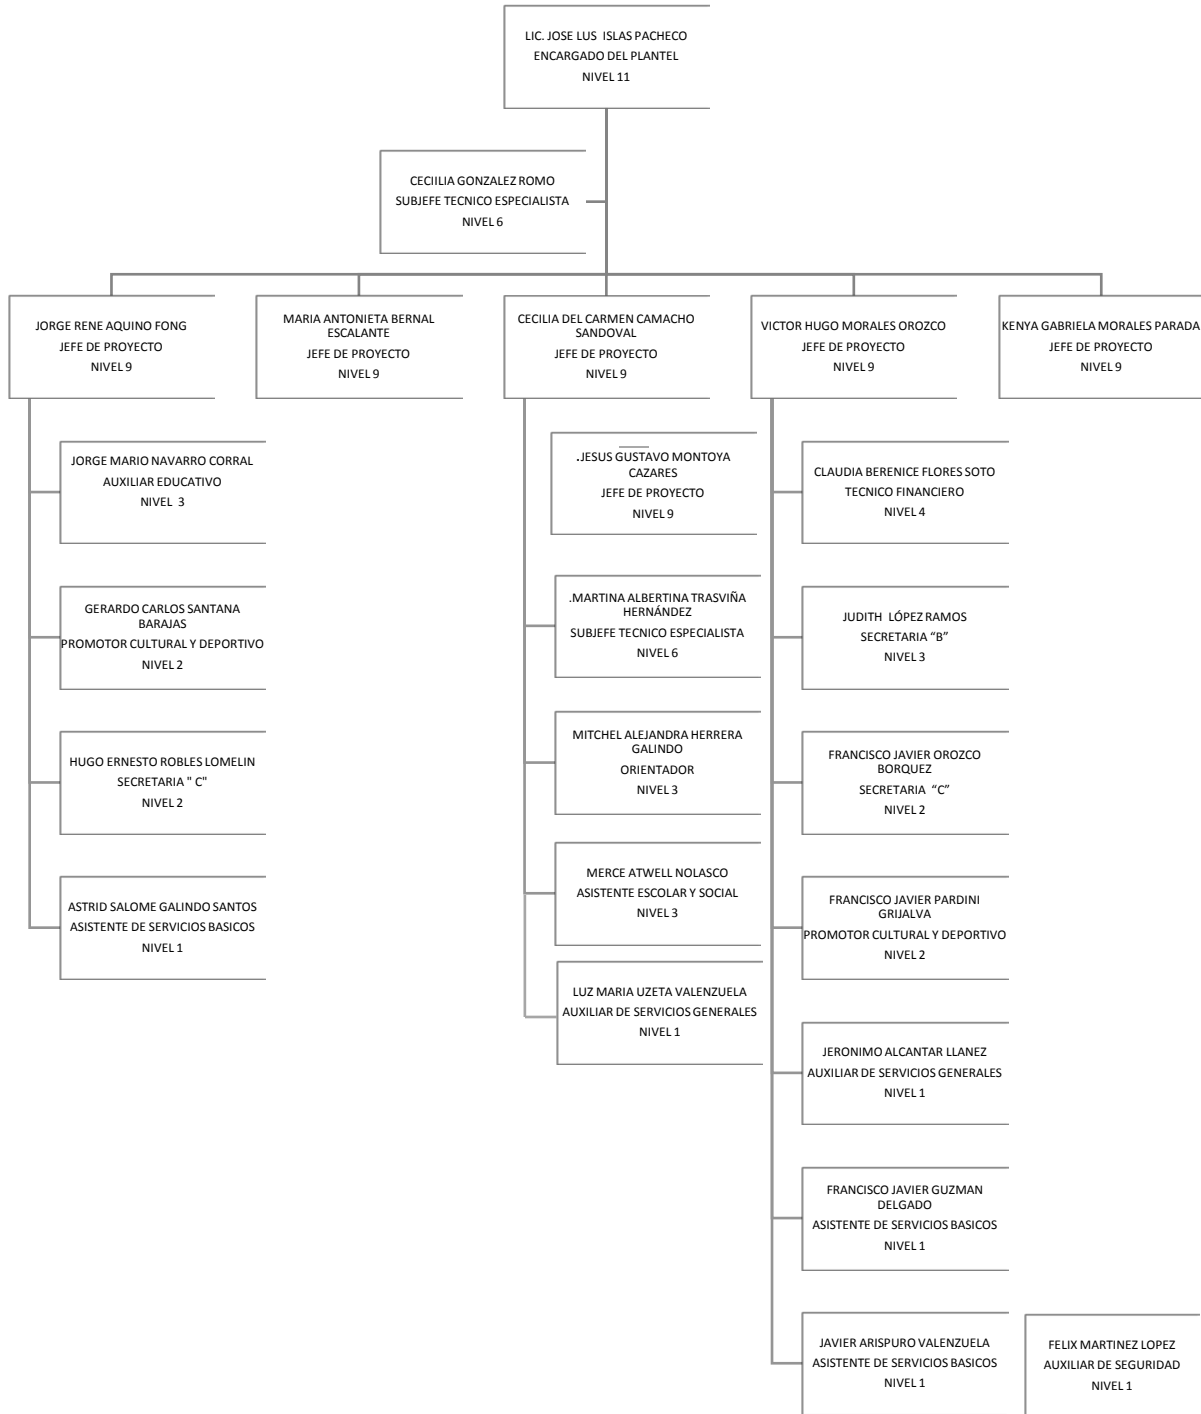 LIC. JOSE LUS ISLAS PACHECO
ENCARGADO DEL PLANTEL
NIVEL 11
CECIILIA GONZALEZ ROMO
SUBJEFE TECNICO ESPECIALISTA
NIVEL 6
JORGE RENE AQUINO FONG
JEFE DE PROYECTO
NIVEL 9
MARIA ANTONIETA BERNAL
ESCALANTE
JEFE DE PROYECTO
NIVEL 9
CECILIA DEL CARMEN CAMACHO
SANDOVAL
JEFE DE PROYECTO
NIVEL 9
VICTOR HUGO MORALES OROZCO
JEFE DE PROYECTO
NIVEL 9
KENYA GABRIELA MORALES PARADA
JEFE DE PROYECTO
NIVEL 9
JORGE MARIO NAVARRO CORRAL
AUXILIAR EDUCATIVO
NIVEL 3
GERARDO CARLOS SANTANA
BARAJAS
PROMOTOR CULTURAL Y DEPORTIVO
NIVEL 2
HUGO ERNESTO ROBLES LOMELIN
SECRETARIA " C"
NIVEL 2
ASTRID SALOME GALINDO SANTOS
ASISTENTE DE SERVICIOS BASICOS
NIVEL 1
.JESUS GUSTAVO MONTOYA
CAZARES
JEFE DE PROYECTO
NIVEL 9
.MARTINA ALBERTINA TRASVIÑA
HERNÁNDEZ
SUBJEFE TECNICO ESPECIALISTA
NIVEL 6
MITCHEL ALEJANDRA HERRERA
GALINDO
ORIENTADOR
NIVEL 3
MERCE ATWELL NOLASCO
ASISTENTE ESCOLAR Y SOCIAL
NIVEL 3
LUZ MARIA UZETA VALENZUELA
AUXILIAR DE SERVICIOS GENERALES
NIVEL 1
CLAUDIA BERENICE FLORES SOTO
TECNICO FINANCIERO
NIVEL 4
JUDITH LÓPEZ RAMOS
SECRETARIA “B”
NIVEL 3
FRANCISCO JAVIER OROZCO
BORQUEZ
SECRETARIA “C”
NIVEL 2
FRANCISCO JAVIER PARDINI
GRIJALVA
PROMOTOR CULTURAL Y DEPORTIVO
NIVEL 2
JERONIMO ALCANTAR LLANEZ
AUXILIAR DE SERVICIOS GENERALES
NIVEL 1
FRANCISCO JAVIER GUZMAN
DELGADO
ASISTENTE DE SERVICIOS BASICOS
NIVEL 1
JAVIER ARISPURO VALENZUELA
ASISTENTE DE SERVICIOS BASICOS
NIVEL 1
FELIX MARTINEZ LOPEZ
AUXILIAR DE SEGURIDAD
NIVEL 1